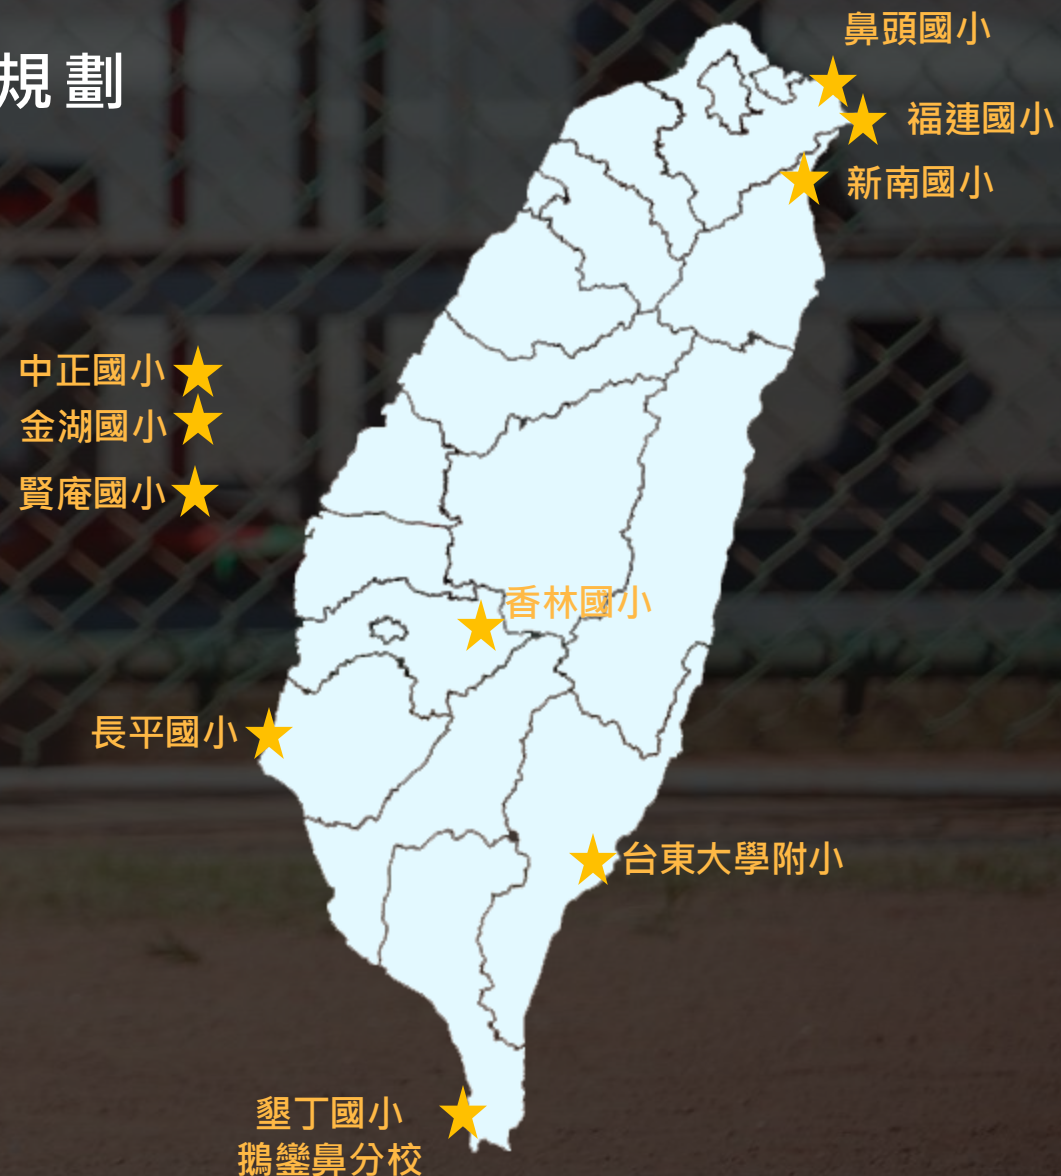 規劃
鼻頭國小
福連國小
新南國小
中正國小
金湖國小
賢庵國小
香林國小
長平國小
台東大學附小
墾丁國小
鵝鑾鼻分校